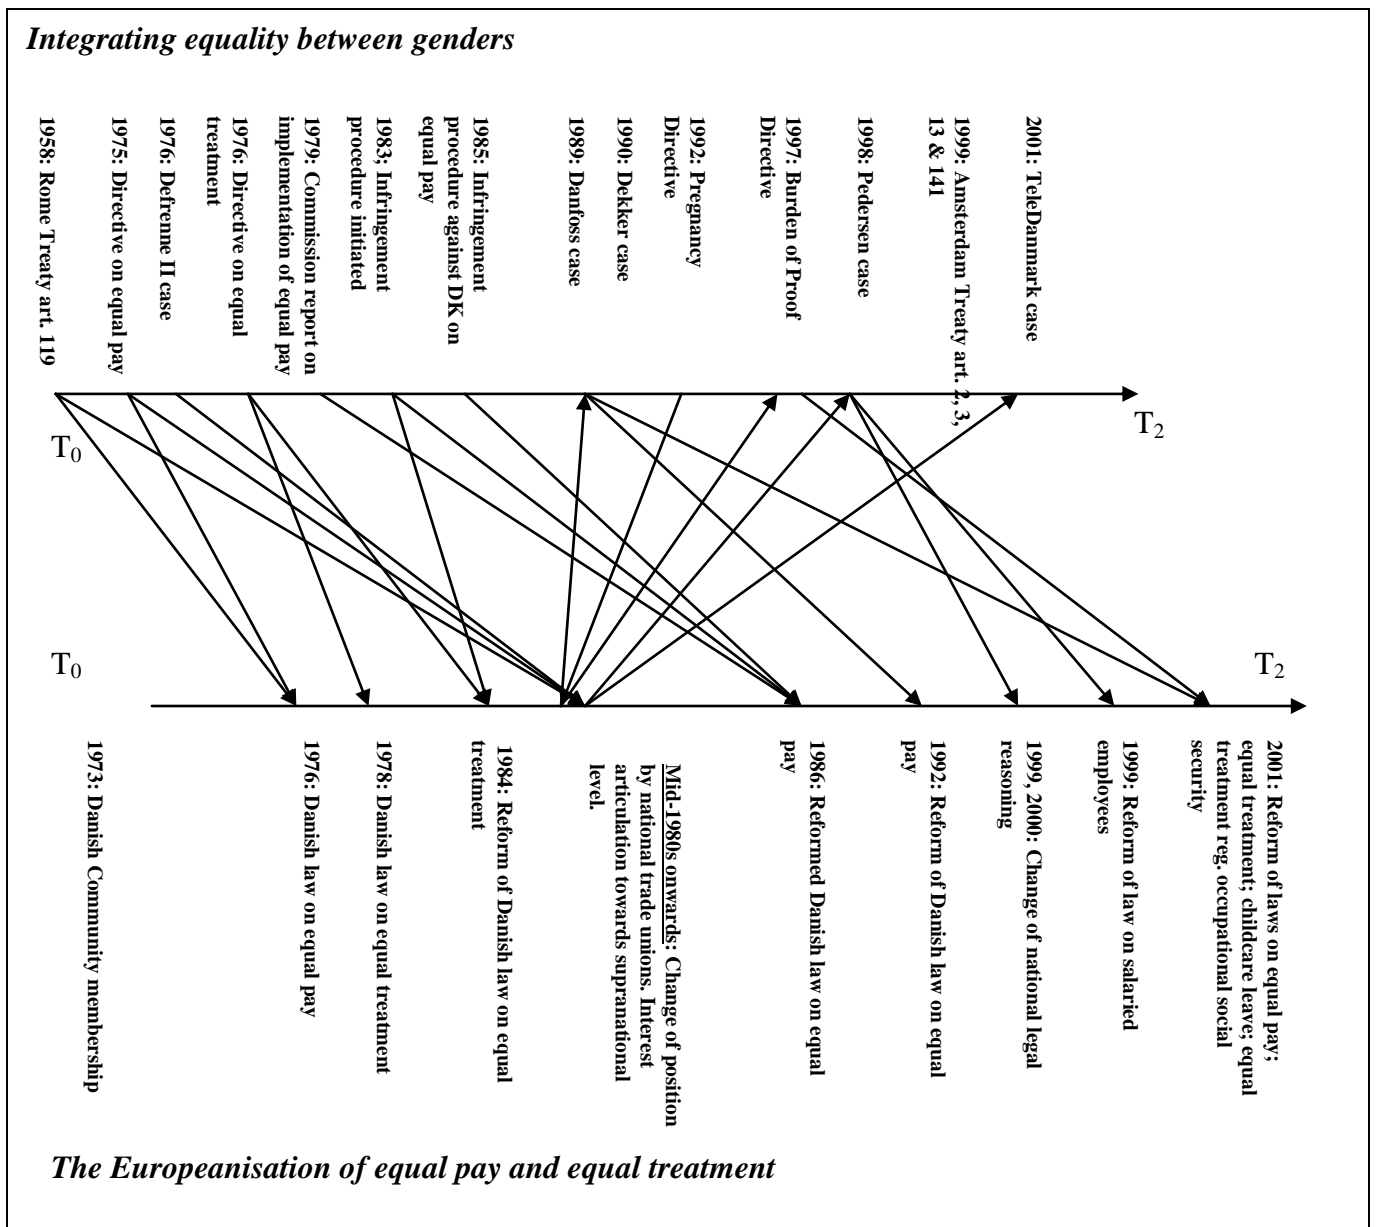 Integrating equality between genders
1958: Rome Treaty art. 119
1975: Directive on equal pay
1976: Defrenne II case
1976: Directive on equal
treatment
1979: Commission report on
implementation of equal pay
1983; Infringement
procedure initiated
1985: Infringement
procedure against DK on
equal pay
1989: Danfoss case
1990: Dekker case
1992: Pregnancy
Directive
1997: Burden of Proof
Directive
1998: Pedersen case
1999: Amsterdam Treaty art. 2, 3,
13 & 141
2001: TeleDanmark case
T0
T2
T0
T2
1973: Danish Community membership
1976: Danish law on equal pay
1978: Danish law on equal treatment
1984: Reform of Danish law on equal
treatment
Mid-1980s onwards: Change of position
by national trade unions. Interest
articulation towards supranational
level.
1986: Reformed Danish law on equal
pay
1992: Reform of Danish law on equal
pay
1999, 2000: Change of national legal
reasoning
1999: Reform of law on salaried
employees
2001: Reform of laws on equal pay;
equal treatment; childcare leave; equal
treatment reg. occupational social
security
The Europeanisation of equal pay and equal treatment